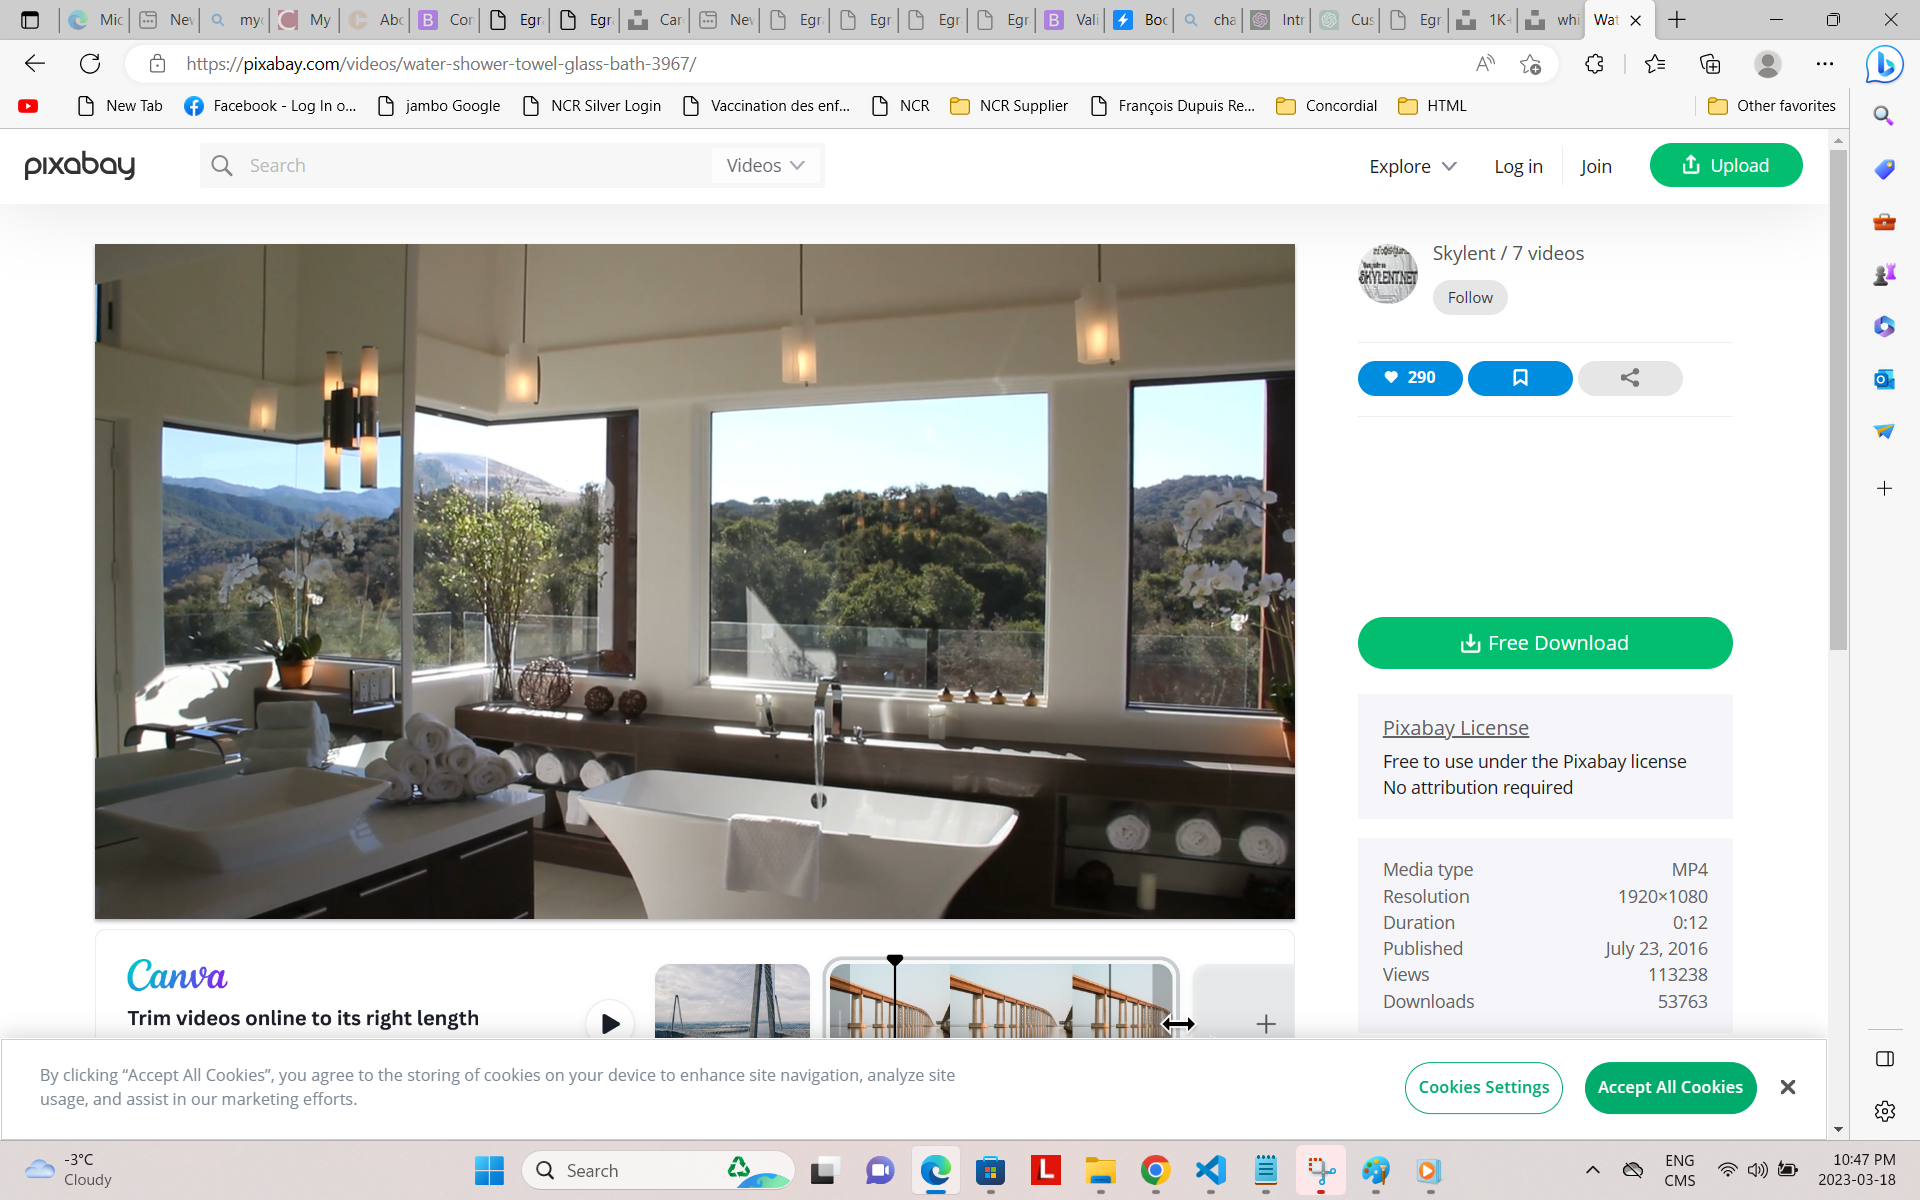 Mic
Nev
myc
My
Abc
Cor
Egra
Egra
Car
Nev
Egra
Egra
Egra
Egr
Vali
Boc
cha
Intr
Cus
Egr
1K+
whi
Wat
https://pixabay.com/videos/water-shower-towel-glass-bath-3967/
New Tab
Facebook - Log In o...
jambo Google
NCR Silver Login
Vaccination des enf...
NCR
NCR Supplier
François Dupuis Re...
Concordial
HTML
Other favorites
pixabay
Search
Videos
Explore
Log in
Join
Upload
SKYLENT.NET
Skylent / 7 videos
Follow
290
Free Download
Pixabay License
Free to use under the Pixabay license
No attribution required
Media type MP4
Resolution 1920×1080
Duration 0:12
Published July 23, 2016
Views 113238
Downloads 53763
Canva
Trim videos online to its right length
By clicking “Accept All Cookies”, you agree to the storing of cookies on your device to enhance site navigation, analyze site
usage, and assist in our marketing efforts.
Cookies Settings
Accept All Cookies
-3°C
Cloudy
Search
L
ENG
CMS
10:47 PM
2023-03-18